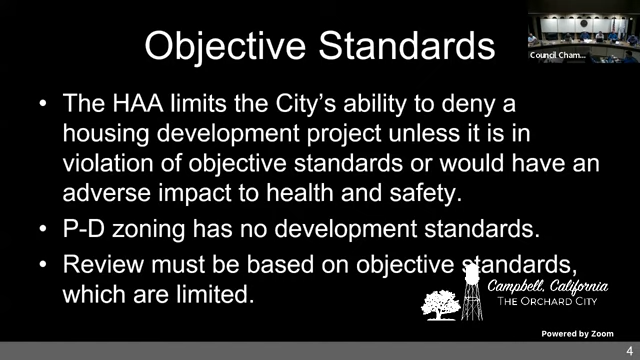 Objective Standards
Council Cham...
• The HAA limits the City's ability to deny a
housing development project unless it is in
violation of objective standards or would have an
adverse impact to health and safety.
• P-D zoning has no development standards.
• Review must be based on objective standards,
which are limited.
Campbell, California
THE ORCHARD CITY
Powered by Zoom
4